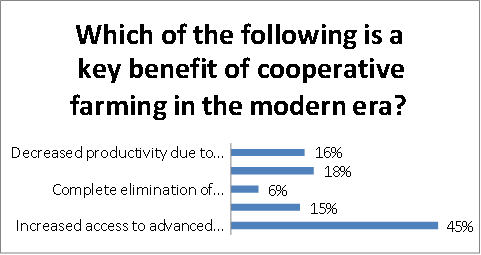 Which of the following is a
key benefit of cooperative
farming in the modern era?
Decreased productivity due to... 16%
18%
Complete elimination of... 6%
15%
Increased access to advanced... 45%